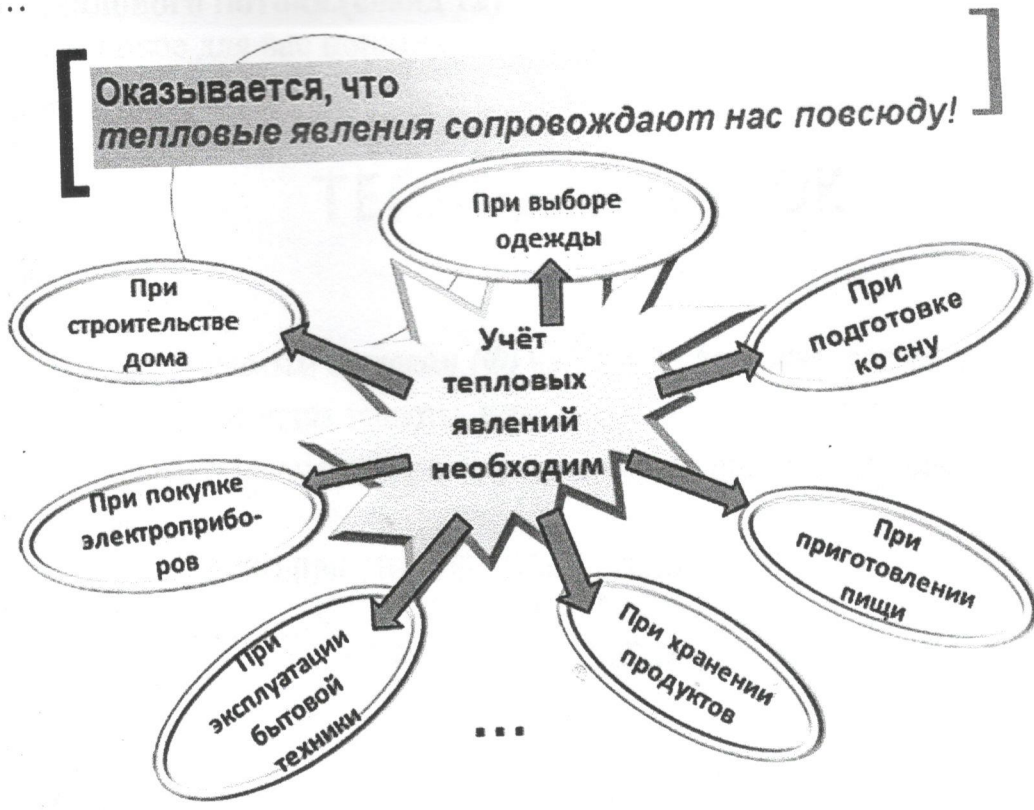 ..
Оказывается, что
тепловые явления сопровождают нас повсюду!
При выборе
одежды
При
строительстве
дома
При
подготовке
ко сну
Учёт
тепловых
явлений
необходим
При покупке
электроприбо-
ров
При
приготовлении
пищи
При
эксплуатации
бытовой
техники
При хранении
продуктов
...